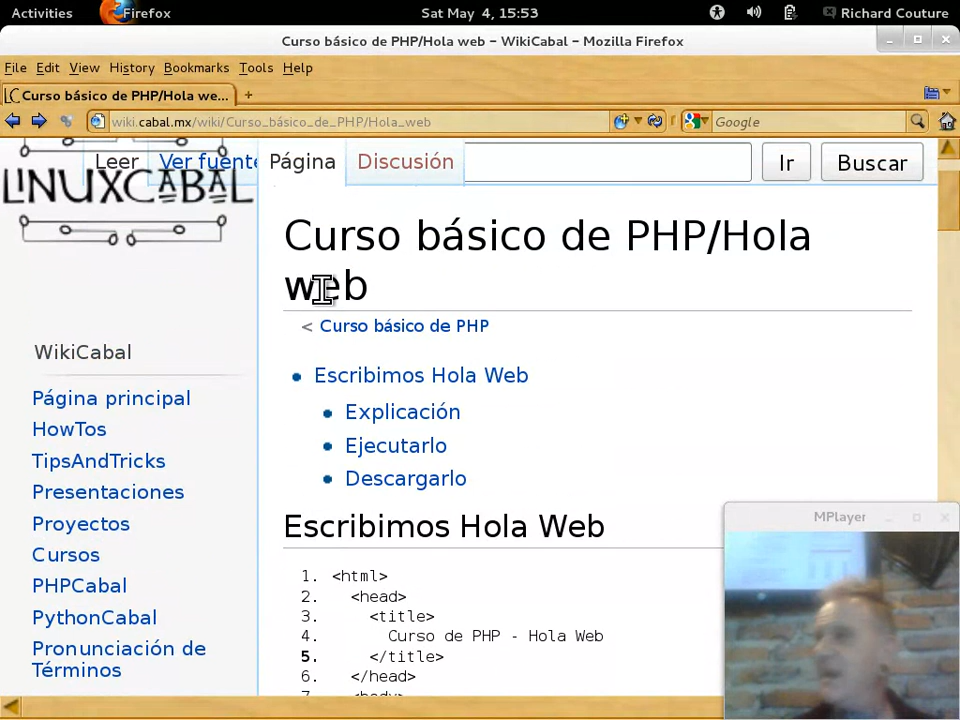 Activities Firefox Sat May 4, 15:53 Richard Couture
Curso básico de PHP/Hola web – WikiCabal – Mozilla Firefox
File Edit View History Bookmarks Tools Help
Curso básico de PHP/Hola we... +
wiki.cabal.mx/wiki/Curso_básico_de_PHP/Hola_web Google
Leer Ver fuente Página Discusión Ir Buscar
LINUXCABAL
Curso básico de PHP/Hola
web
< Curso básico de PHP
Escribimos Hola Web
Explicación
Ejecutarlo
Descargarlo
Escribimos Hola Web
1. <html>
2. <head>
3. <title>
4. Curso de PHP - Hola Web
5. </title>
6. </head>
7. <body>
WikiCabal
Página principal
HowTos
TipsAndTricks
Presentaciones
Proyectos
Cursos
PHPCabal
PythonCabal
Pronunciación de
Términos
MPlayer